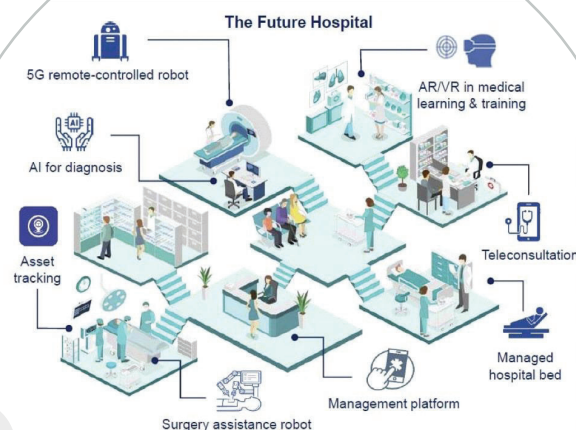 The Future Hospital
5G remote-controlled robot
AR/VR in medical
learning & training
AI
AI for diagnosis
Asset
tracking
Teleconsultation
Managed
hospital bed
Management platform
Surgery assistance robot